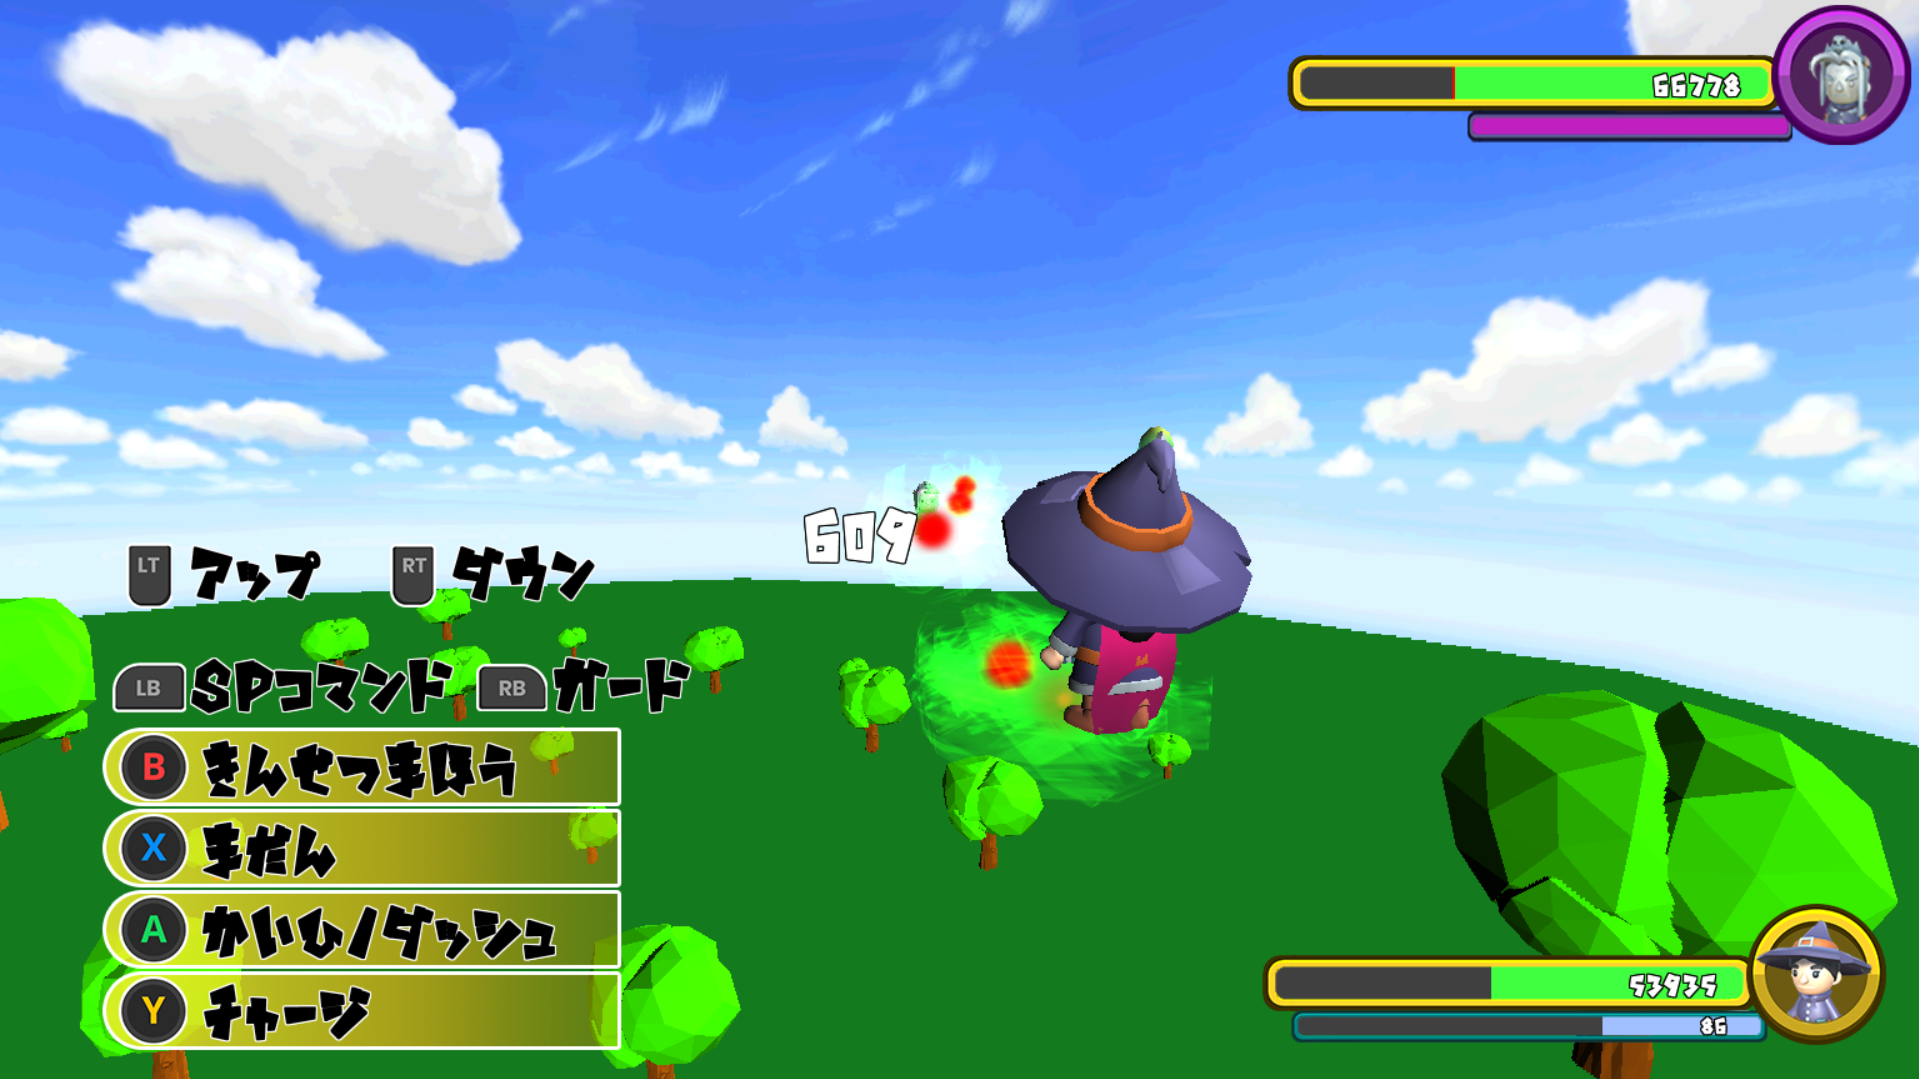 66778
609
LT アップ RT ダウン
LB SPコマンド RB ガード
B きんせつまほう
X まだん
A かいひ/ダッシュ
Y チャージ
53935
86